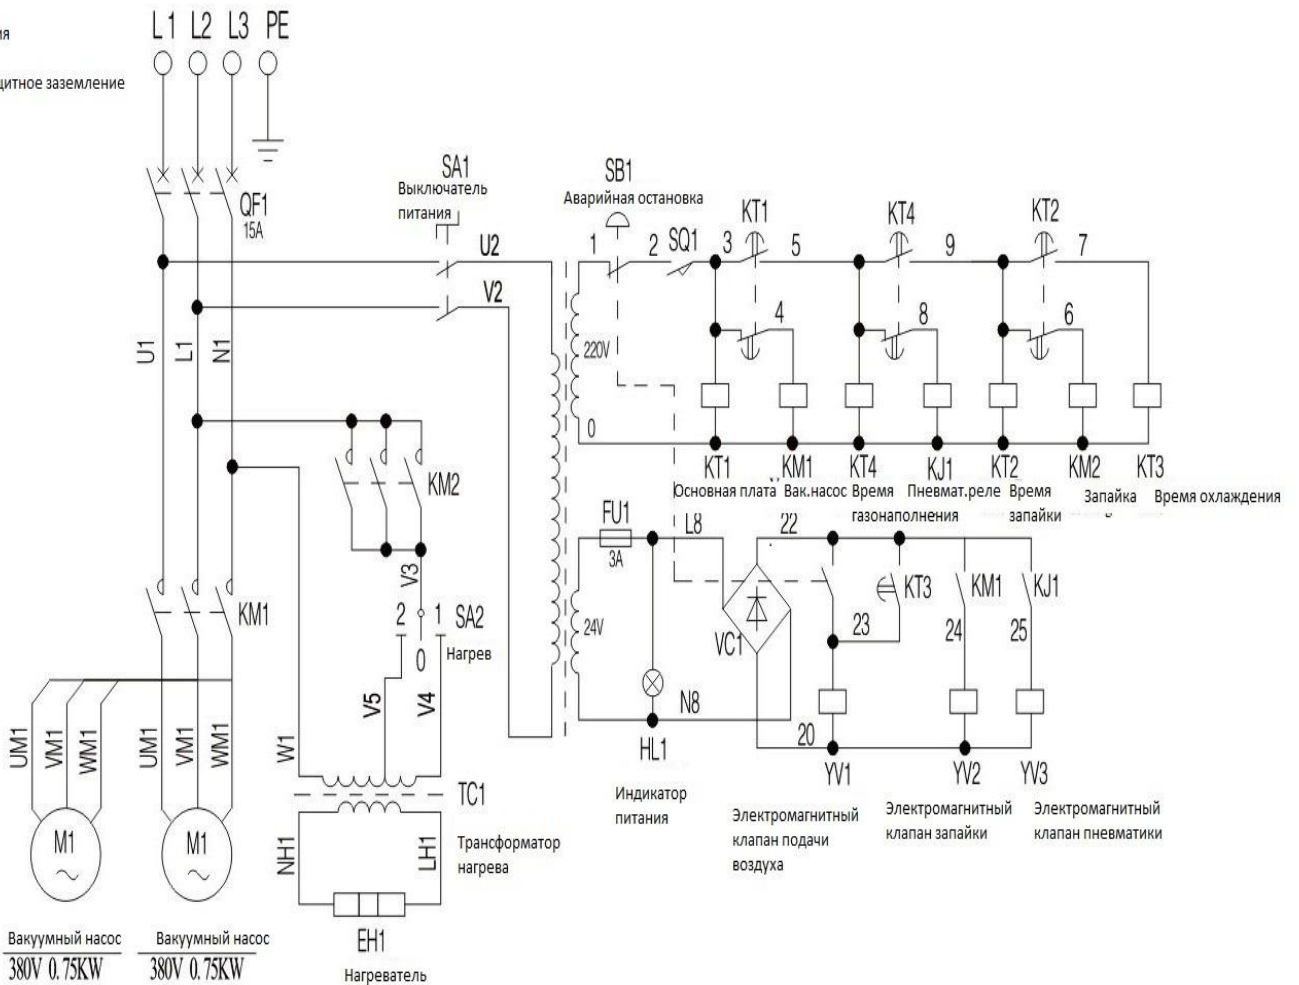 L1 L2 L3 PE
ия
цитное заземление
QF1
15A
SA1
Выключатель
питания
U2
V2
SB1
Аварийная остановка
1
2
SQ1
3
KT1
5
KT4
9
KT2
7
4
8
6
220V
0
U1
L1
N1
KM2
KT1
KM1
KT4
KJ1
KT2
KM2
KT3
Основная плата
Вак.насос
Время
газонаполнения
Пневмат.реле
Время
запайки
Запайка
Время охлаждения
FU1
3A
L8
22
V3
2
1
SA2
0
Нагрев
KM1
24V
VC1
KT3
KM1
KJ1
23
24
25
V5
V4
N8
20
HL1
YV1
YV2
YV3
UM1
VM1
WM1
UM1
VM1
WM1
W1
TC1
Индикатор
питания
Электромагнитный
клапан подачи
воздуха
Электромагнитный
клапан запайки
Электромагнитный
клапан пневматики
M1
M1
NH1
LH1
Трансформатор
нагрева
EH1
Нагреватель
Вакуумный насос
380V 0.75KW
Вакуумный насос
380V 0.75KW